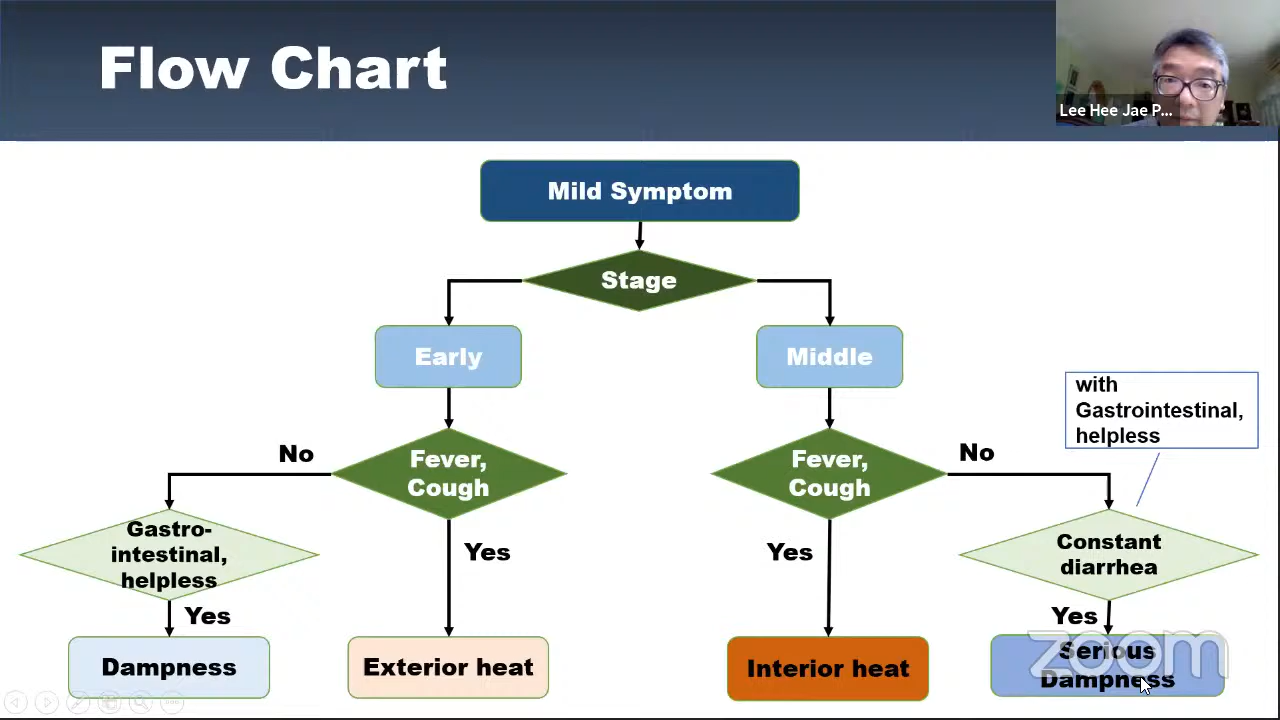 Flow Chart
Lee Hee Jae P...
Mild Symptom
Stage
Early
Middle
with
Gastrointestinal,
helpless
No
Fever,
Cough
Fever,
Cough
No
Gastro-
intestinal,
helpless
Yes
Yes
Constant
diarrhea
Yes
Yes
Dampness
Exterior heat
Interior heat
Serious
Dampness
zoom